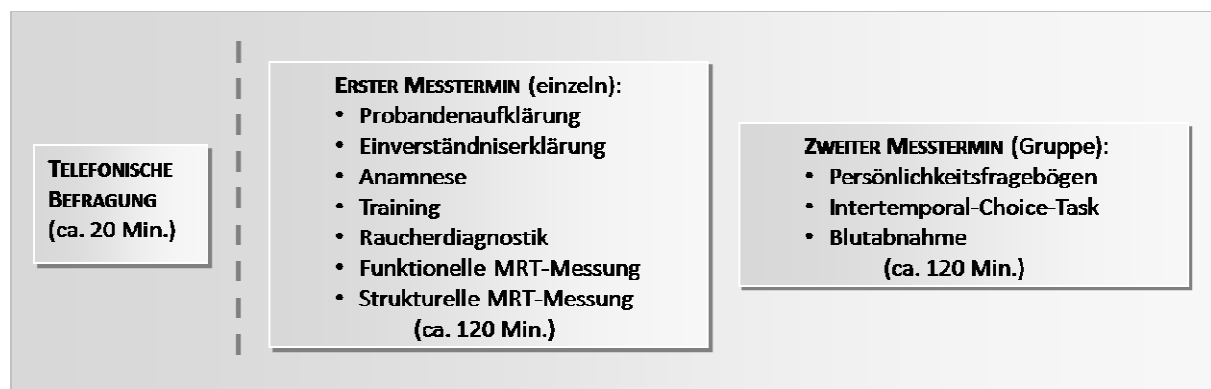 TELEFONISCHE
BEFRAGUNG
(ca. 20 Min.)
ERSTER MESSTERMIN (einzeln):
• Probandenaufklärung
• Einverständniserklärung
• Anamnese
• Training
• Raucherdiagnostik
• Funktionelle MRT-Messung
• Strukturelle MRT-Messung
(ca. 120 Min.)
ZWEITER MESSTERMIN (Gruppe):
• Persönlichkeitsfragebögen
• Intertemporal-Choice-Task
• Blutabnahme
(ca. 120 Min.)